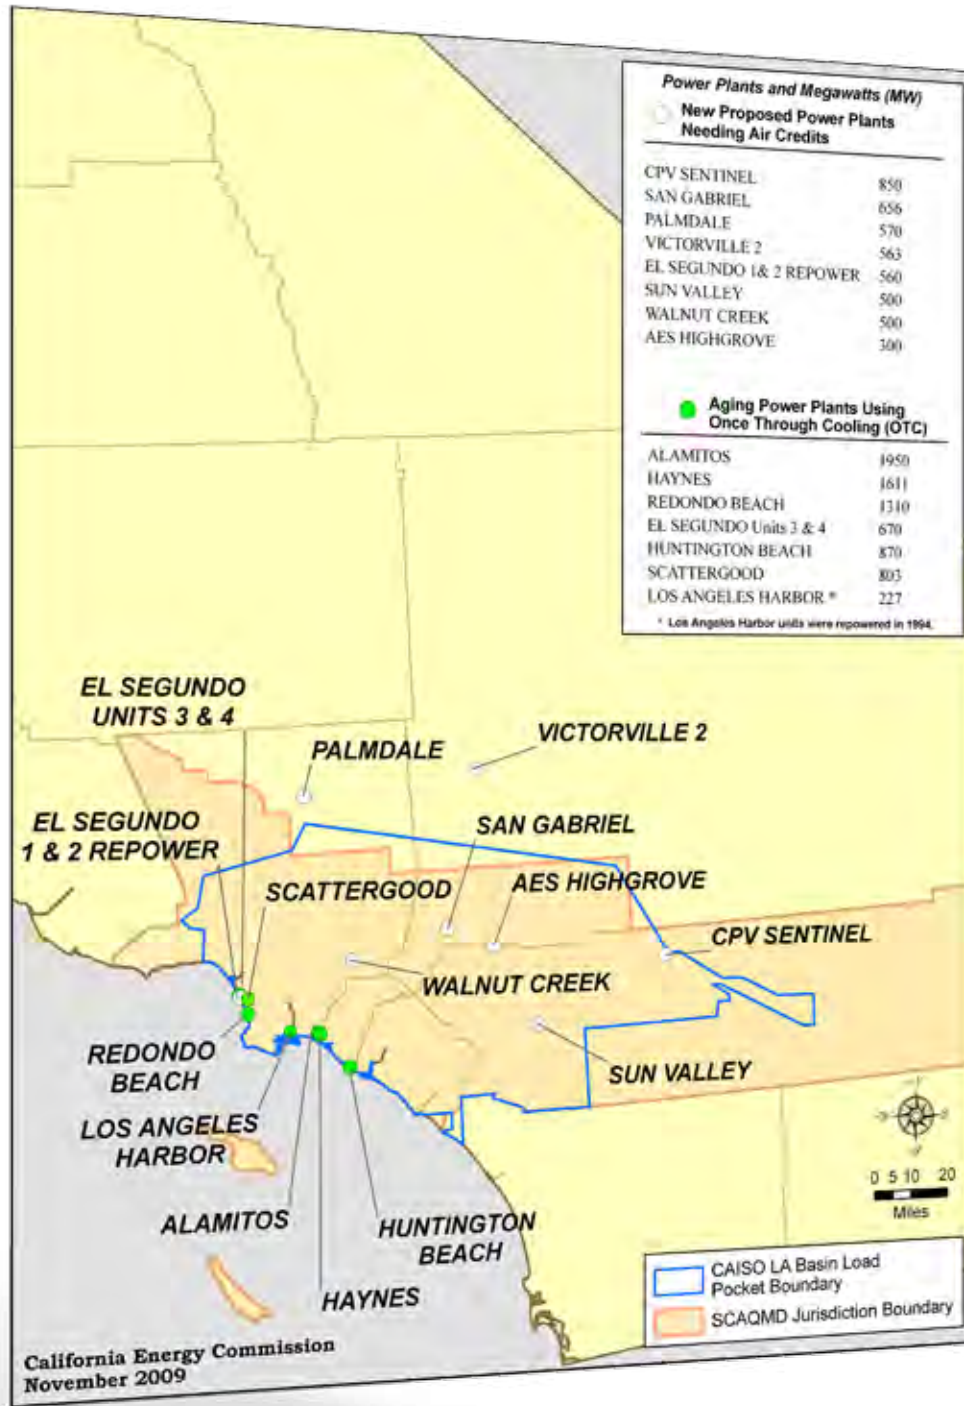 Power Plants and Megawatts (MW)
New Proposed Power Plants
Needing Air Credits
CPV SENTINEL 850
SAN GABRIEL 656
PALMDALE 570
VICTORVILLE 2 563
EL SEGUNDO 1& 2 REPOWER 560
SUN VALLEY 500
WALNUT CREEK 500
AES HIGHGROVE 300
Aging Power Plants Using
Once Through Cooling (OTC)
ALAMITOS 1950
HAYNES 1611
REDONDO BEACH 1310
EL SEGUNDO Units 3 & 4 670
HUNTINGTON BEACH 870
SCATTERGOOD 803
LOS ANGELES HARBOR * 227
* Los Angeles Harbor units were repowered in 1994.
EL SEGUNDO
UNITS 3 & 4
PALMDALE
VICTORVILLE 2
EL SEGUNDO
1 & 2 REPOWER
SAN GABRIEL
SCATTERGOOD
AES HIGHGROVE
CPV SENTINEL
WALNUT CREEK
REDONDO
BEACH
SUN VALLEY
LOS ANGELES
HARBOR
ALAMITOS
HUNTINGTON
BEACH
HAYNES
0 5 10 20
Miles
CAISO LA Basin Load
Pocket Boundary
SCAQMD Jurisdiction Boundary
California Energy Commission
November 2009